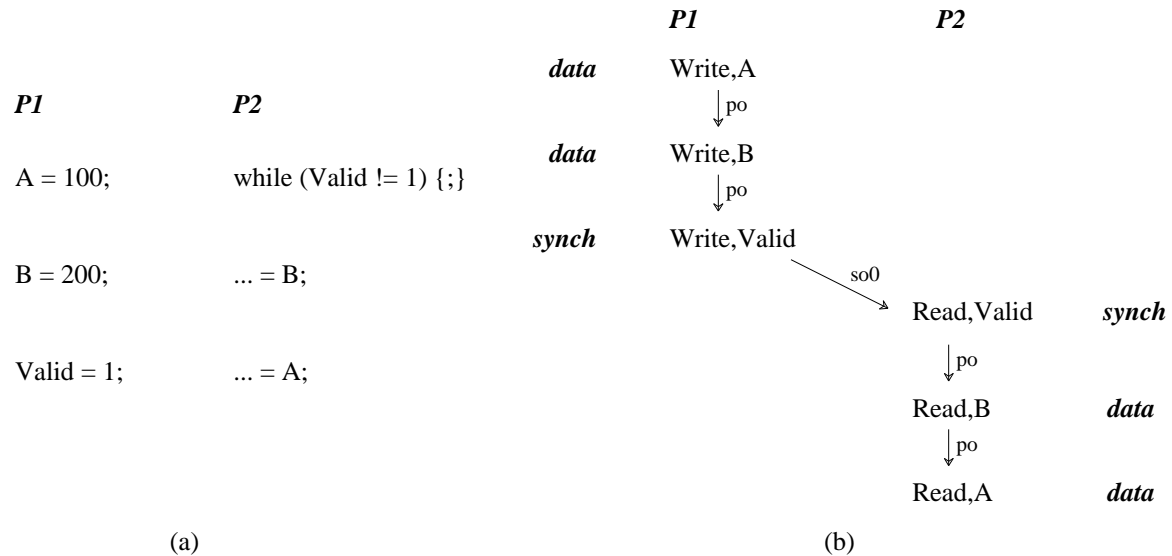 P1 P2
A = 100; while (Valid != 1) {;}
B = 200; ... = B;
Valid = 1; ... = A;
(a)
P1 P2
data Write,A
po
data Write,B
po
synch Write,Valid
so0
Read,Valid synch
po
Read,B data
po
Read,A data
(b)